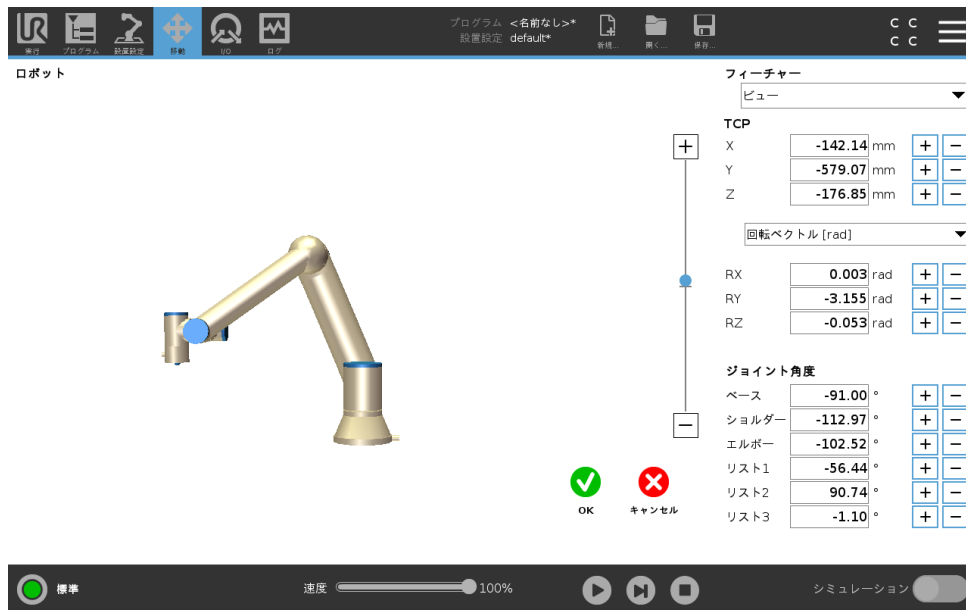 UR
実行 プログラム 設置設定 移動 I/O ログ
プログラム <名前なし>*
設置設定 default*
新規... 開く... 保存...
C C
C C
ロボット
フィーチャー
ビュー
TCP
X -142.14 mm + −
Y -579.07 mm + −
Z -176.85 mm + −
回転ベクトル [rad]
RX 0.003 rad + −
RY -3.155 rad + −
RZ -0.053 rad + −
ジョイント角度
ベース -91.00 ° + −
ショルダー -112.97 ° + −
エルボー -102.52 ° + −
リスト1 -56.44 ° + −
リスト2 90.74 ° + −
リスト3 -1.10 ° + −
OK キャンセル
標準 速度 100% シミュレーション